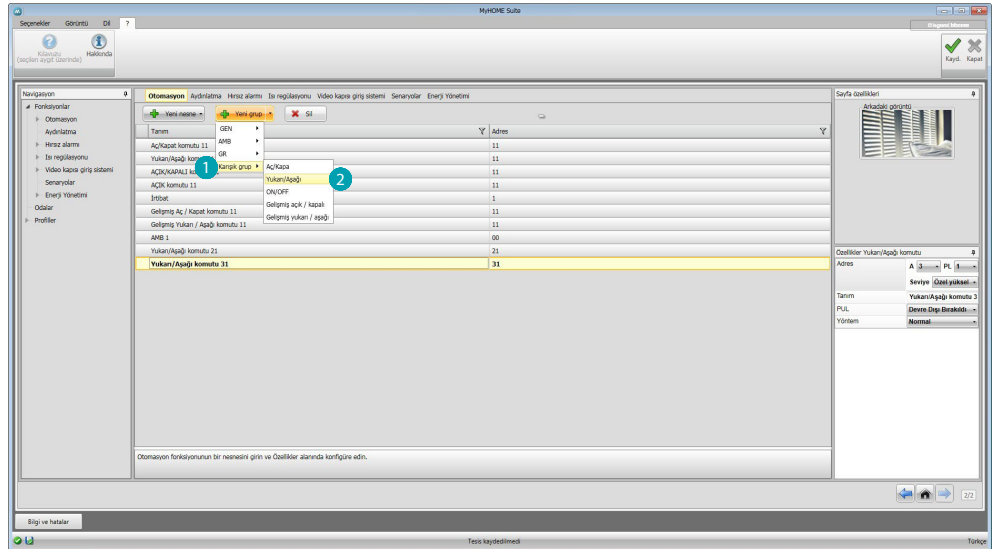 MyHOME Suite
Seçenekler Görüntü Dil ?
Kılavuzu
(seçilen aygıt üzerinde)
Hakkında
Kayd. Kapat
Navigasyon
Fonksiyonlar
Otomasyon
Aydınlatma
Hırsız alarmı
Isı regülasyonu
Video kapısı giriş sistemi
Senaryolar
Enerji Yönetimi
Odalar
Profiller
Otomasyon Aydınlatma Hırsız alarmı Isı regülasyonu Video kapısı giriş sistemi Senaryolar Enerji Yönetimi
Yeni nesne Yeni grup Sil
Tanım Adres
Aç/Kapat komutu 11 11
Yukarı/Aşağı 11
AÇIK/KAPALI 11
AÇIK komutu 11 11
İrtibat 1
Gelişmiş Aç / Kapat komutu 11 11
Gelişmiş Yukarı / Aşağı komutu 11 11
AMB 1 00
Yukarı/Aşağı komutu 21 21
Yukarı/Aşağı komutu 31 31
GEN
AMB
GR
Karışık grup
1
Aç/Kapa
Yukarı/Aşağı
2
ON/OFF
Gelişmiş açık / kapalı
Gelişmiş yukarı / aşağı
Otomasyon fonksiyonunun bir nesnesini girin ve Özellikler alanında konfigüre edin.
Sayfa özellikleri
Arkadaki görüntü
Özellikler Yukarı/Aşağı komutu
Adres A 3 PL 1
Seviye Özel yüksel
Tanım Yukarı/Aşağı komutu 3
PUL Devre Dışı Bırakıldı
Yöntem Normal
2/2
Bilgi ve hatalar
Tesis kaydedilmedi
Türkçe